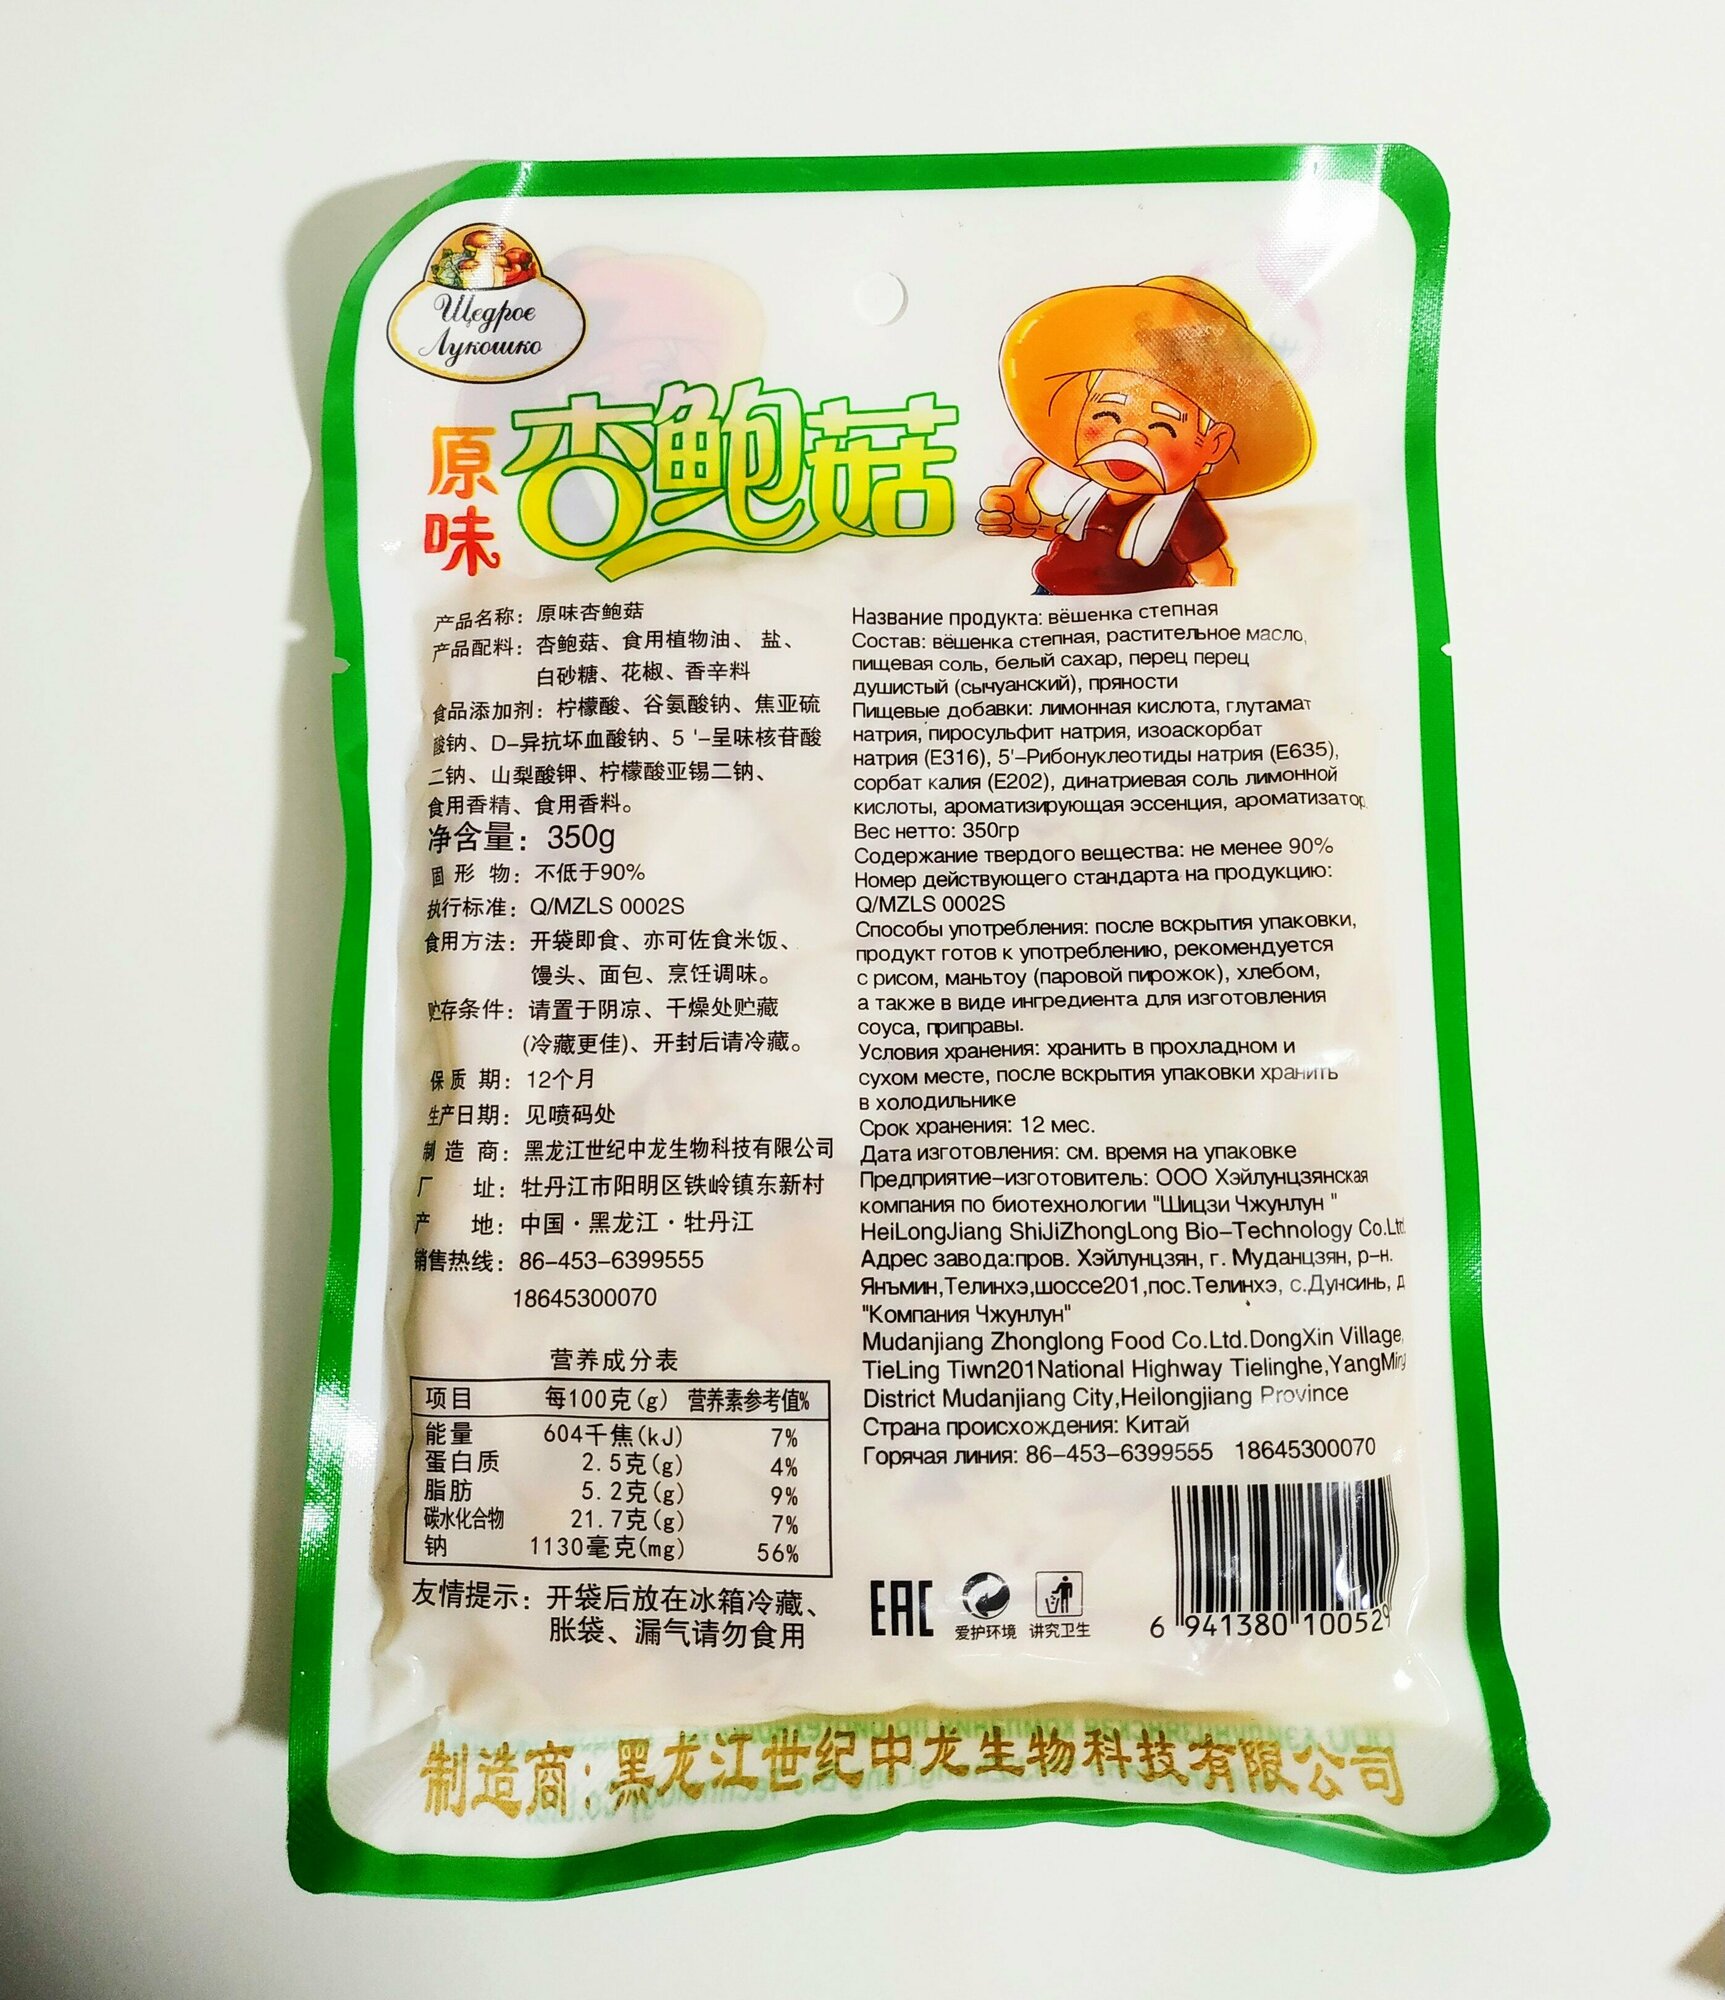 Щедрое
Лукошко
原味
杏鲍菇
产品名称：原味杏鲍菇
产品配料：杏鲍菇、食用植物油、盐、
白砂糖、花椒、香辛料
食品添加剂：柠檬酸、谷氨酸钠、焦亚硫
酸钠、D-异抗坏血酸钠、5'-呈味核苷酸
二钠、山梨酸钾、柠檬酸亚锡二钠、
食用香精、食用香料。
净含量：350g
固形物：不低于90%
执行标准：Q/MZLS 0002S
食用方法：开袋即食、亦可佐食米饭、
馒头、面包、烹饪调味。
贮存条件：请置于阴凉、干燥处贮藏
(冷藏更佳)、开封后请冷藏。
保质期：12个月
生产日期：见喷码处
制造商：黑龙江世纪中龙生物科技有限公司
厂址：牡丹江市阳明区铁岭镇东新村
产地：中国·黑龙江·牡丹江
销售热线：86-453-6399555
18645300070
营养成分表
项目 每100克(g) 营养素参考值%
能量 604千焦(kJ) 7%
蛋白质 2.5克(g) 4%
脂肪 5.2克(g) 9%
碳水化合物 21.7克(g) 7%
钠 1130毫克(mg) 56%
友情提示：开袋后放在冰箱冷藏、
胀袋、漏气请勿食用
Название продукта: вёшенка степная
Состав: вёшенка степная, растительное масло,
пищевая соль, белый сахар, перец перец
душистый (сычуанский), пряности
Пищевые добавки: лимонная кислота, глутамат
натрия, пиросульфит натрия, изоаскорбат
натрия (E316), 5'-Рибонуклеотиды натрия (E635),
сорбат калия (E202), динатриевая соль лимонной
кислоты, ароматизирующая эссенция, ароматизатор
Вес нетто: 350гр
Содержание твердого вещества: не менее 90%
Номер действующего стандарта на продукцию:
Q/MZLS 0002S
Способы употребления: после вскрытия упаковки,
продукт готов к употреблению, рекомендуется
с рисом, маньтоу (паровой пирожок), хлебом,
а также в виде ингредиента для изготовления
соуса, приправы.
Условия хранения: хранить в прохладном и
сухом месте, после вскрытия упаковки хранить
в холодильнике
Срок хранения: 12 мес.
Дата изготовления: см. время на упаковке
Предприятие-изготовитель: ООО Хэйлунцзянская
компания по биотехнологии "Шицзи Чжунлун "
HeiLongJiang ShiJiZhongLong Bio-Technology Co.Ltd
Адрес завода:пров. Хэйлунцзян, г. Муданцзян, р-н.
Янъмин,Телинхэ,шоссе201,пос.Телинхэ, с.Дунсинь, д
"Компания Чжунлун"
Mudanjiang Zhonglong Food Co.Ltd.DongXin Village,
TieLing Tiwn201National Highway Tielinghe,YangMing
District Mudanjiang City,Heilongjiang Province
Страна происхождения: Китай
Горячая линия: 86-453-6399555 18645300070
EAC
爱护环境 讲究卫生
6 941380 100529
制造商：黑龙江世纪中龙生物科技有限公司